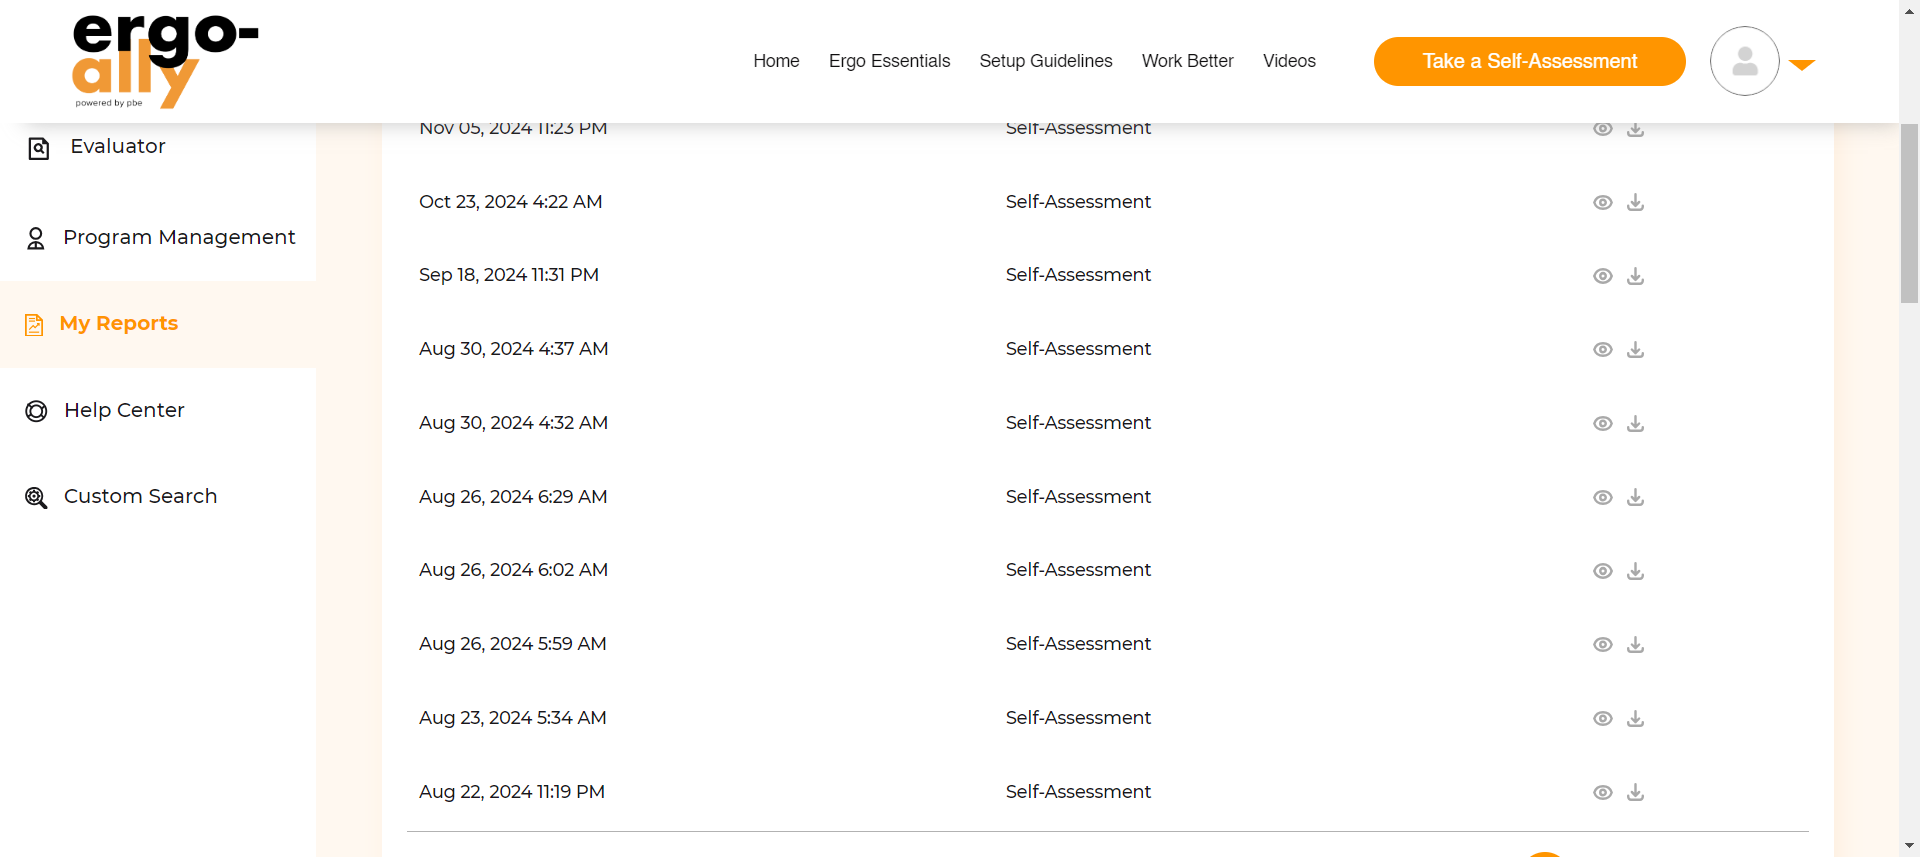 ergo-
ally
powered by pbe
Home Ergo Essentials Setup Guidelines Work Better Videos Take a Self-Assessment
Evaluator
Program Management
My Reports
Help Center
Custom Search
Nov 05, 2024 11:23 PM Self-Assessment
Oct 23, 2024 4:22 AM Self-Assessment
Sep 18, 2024 11:31 PM Self-Assessment
Aug 30, 2024 4:37 AM Self-Assessment
Aug 30, 2024 4:32 AM Self-Assessment
Aug 26, 2024 6:29 AM Self-Assessment
Aug 26, 2024 6:02 AM Self-Assessment
Aug 26, 2024 5:59 AM Self-Assessment
Aug 23, 2024 5:34 AM Self-Assessment
Aug 22, 2024 11:19 PM Self-Assessment